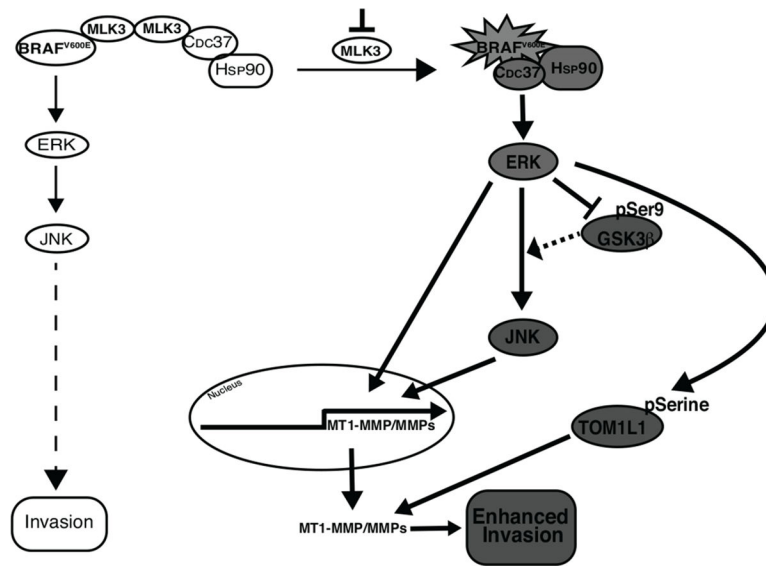 BRAFV600E
MLK3
MLK3
CDC37
HSP90
ERK
JNK
Invasion
MLK3
BRAFV600E
CDC37
HSP90
ERK
pSer9
GSK3β
JNK
Nucleus
MT1-MMP/MMPs
pSerine
TOM1L1
MT1-MMP/MMPs
Enhanced
Invasion